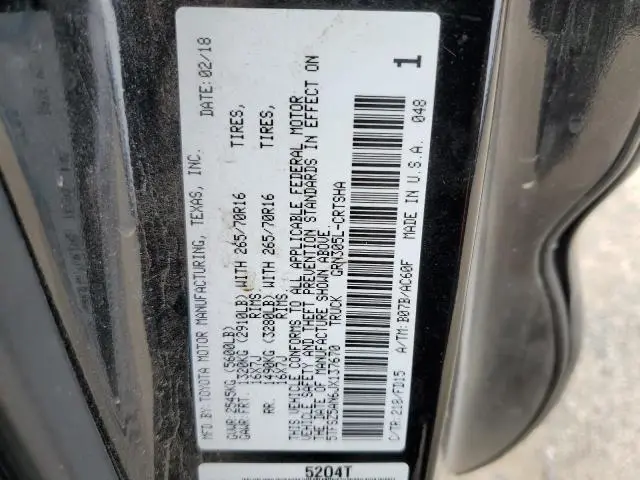 MFD. BY: TOYOTA MOTOR MANUFACTURING, TEXAS, INC. DATE: 02/18
GVWR: 2545KG (5600LB)
GAWR: FRT. 1320KG (2910LB) WITH 265/70R16 TIRES,
16X7J RIMS
RR. 1490KG (3280LB) WITH 265/70R16 TIRES,
16X7J RIMS
THIS VEHICLE CONFORMS TO ALL APPLICABLE FEDERAL MOTOR
VEHICLE SAFETY AND THEFT PREVENTION STANDARDS IN EFFECT ON
THE DATE OF MANUFACTURE SHOWN ABOVE.
5TFSZ5AN6JX137670 TRUCK GRN305L-CRTSHA
C/TR: 218/FD15 A/TM: B07B/AC60F MADE IN U.S.A. 048
1
5204T